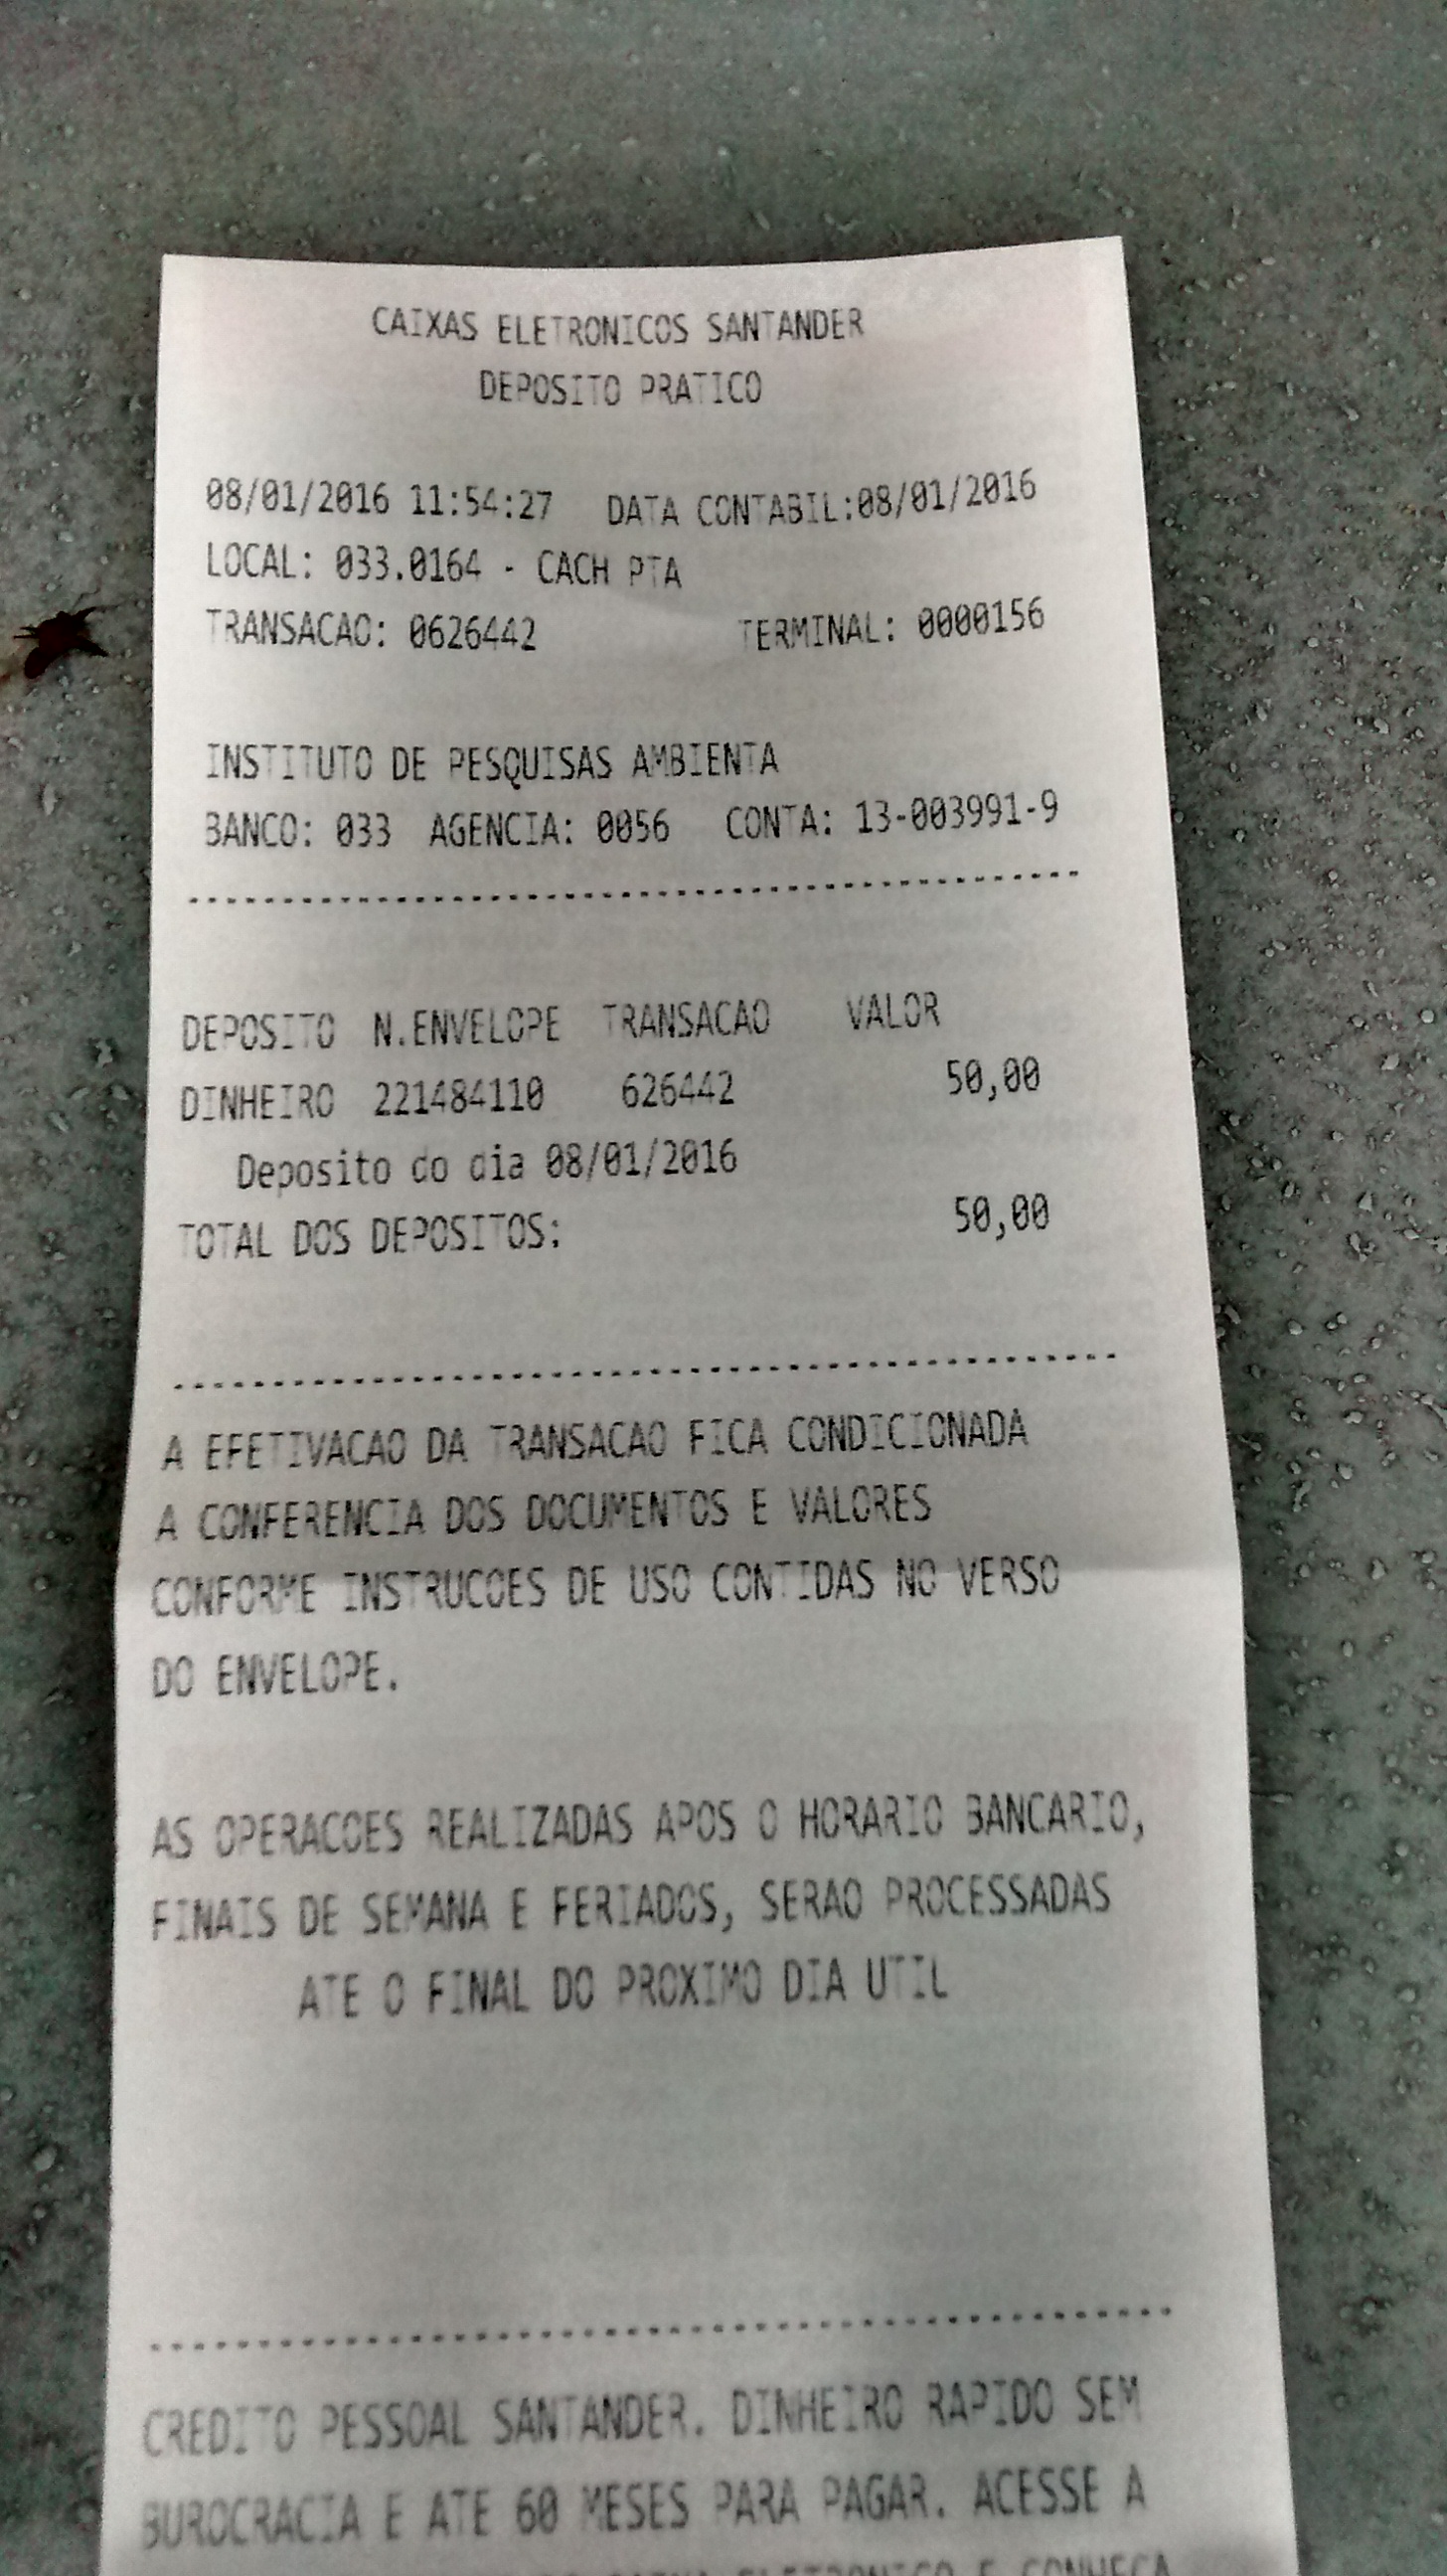 CAIXAS ELETRONICOS SANTANDER
DEPOSITO PRATICO
08/01/2016 11:54:27 DATA CONTABIL:08/01/2016
LOCAL: 033.0164 - CACH PTA
TRANSACAO: 0626442 TERMINAL: 0000156
INSTITUTO DE PESQUISAS AMBIENTA
BANCO: 033 AGENCIA: 0056 CONTA: 13-003991-9
DEPOSITO N.ENVELOPE TRANSACAO VALOR
DINHEIRO 221484110 626442 50,00
Deposito do dia 08/01/2016
TOTAL DOS DEPOSITOS: 50,00
A EFETIVACAO DA TRANSACAO FICA CONDICIONADA
A CONFERENCIA DOS DOCUMENTOS E VALORES
CONFORME INSTRUCOES DE USO CONTIDAS NO VERSO
DO ENVELOPE.
AS OPERACOES REALIZADAS APOS O HORARIO BANCARIO,
FINAIS DE SEMANA E FERIADOS, SERAO PROCESSADAS
ATE O FINAL DO PROXIMO DIA UTIL
CREDITO PESSOAL SANTANDER. DINHEIRO RAPIDO SEM
BUROCRACIA E ATE 60 MESES PARA PAGAR. ACESSE A
ELETRONICO E CONHECA